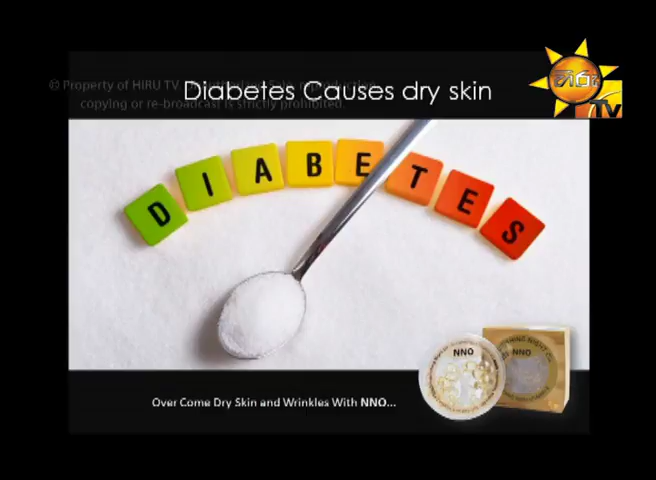 Diabetes Causes dry skin
© Property of HIRU TV
copying or re-broadcast is strictly prohibited.
හිරු
TV
DIABETES
NNO
NNO
Over Come Dry Skin and Wrinkles With NNO...